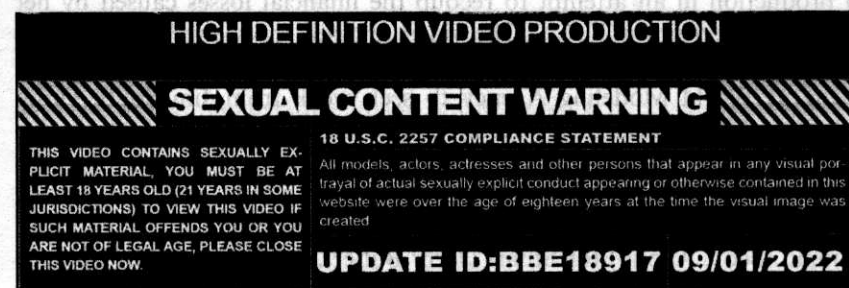 HIGH DEFINITION VIDEO PRODUCTION
SEXUAL CONTENT WARNING
THIS VIDEO CONTAINS SEXUALLY EX-
PLICIT MATERIAL, YOU MUST BE AT
LEAST 18 YEARS OLD (21 YEARS IN SOME
JURISDICTIONS) TO VIEW THIS VIDEO IF
SUCH MATERIAL OFFENDS YOU OR YOU
ARE NOT OF LEGAL AGE, PLEASE CLOSE
THIS VIDEO NOW.
18 U.S.C. 2257 COMPLIANCE STATEMENT
All models, actors, actresses and other persons that appear in any visual por-
trayal of actual sexually explicit conduct appearing or otherwise contained in this
website were over the age of eighteen years at the time the visual image was
created
UPDATE ID:BBE18917 09/01/2022